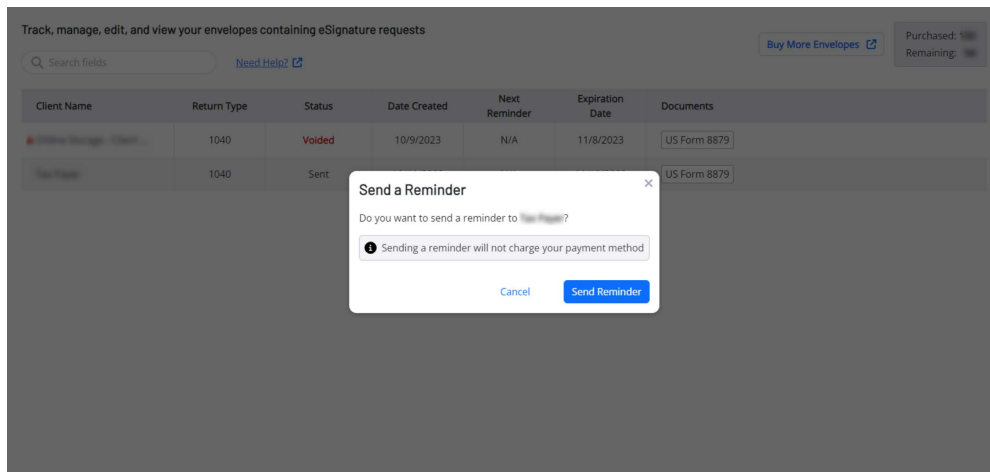 Track, manage, edit, and view your envelopes containing eSignature requests
Search fields
Need Help?
Buy More Envelopes
Purchased:
Remaining:
Client Name Return Type Status Date Created Next Reminder Expiration Date Documents
1040 Voided 10/9/2023 N/A 11/8/2023 US Form 8879
1040 Sent US Form 8879
Send a Reminder
Do you want to send a reminder to ?
Sending a reminder will not charge your payment method
Cancel
Send Reminder